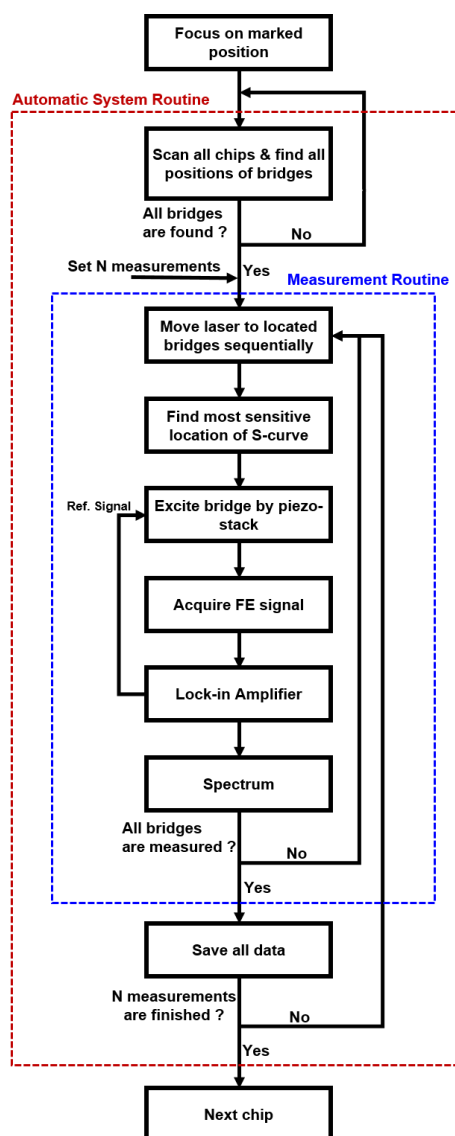 Focus on marked
position
Automatic System Routine
Scan all chips & find all
positions of bridges
All bridges
are found ?
No
Yes
Set N measurements
Measurement Routine
Move laser to located
bridges sequentially
Find most sensitive
location of S-curve
Ref. Signal
Excite bridge by piezo-
stack
Acquire FE signal
Lock-in Amplifier
Spectrum
All bridges
are measured ?
No
Yes
Save all data
N measurements
are finished ?
No
Yes
Next chip